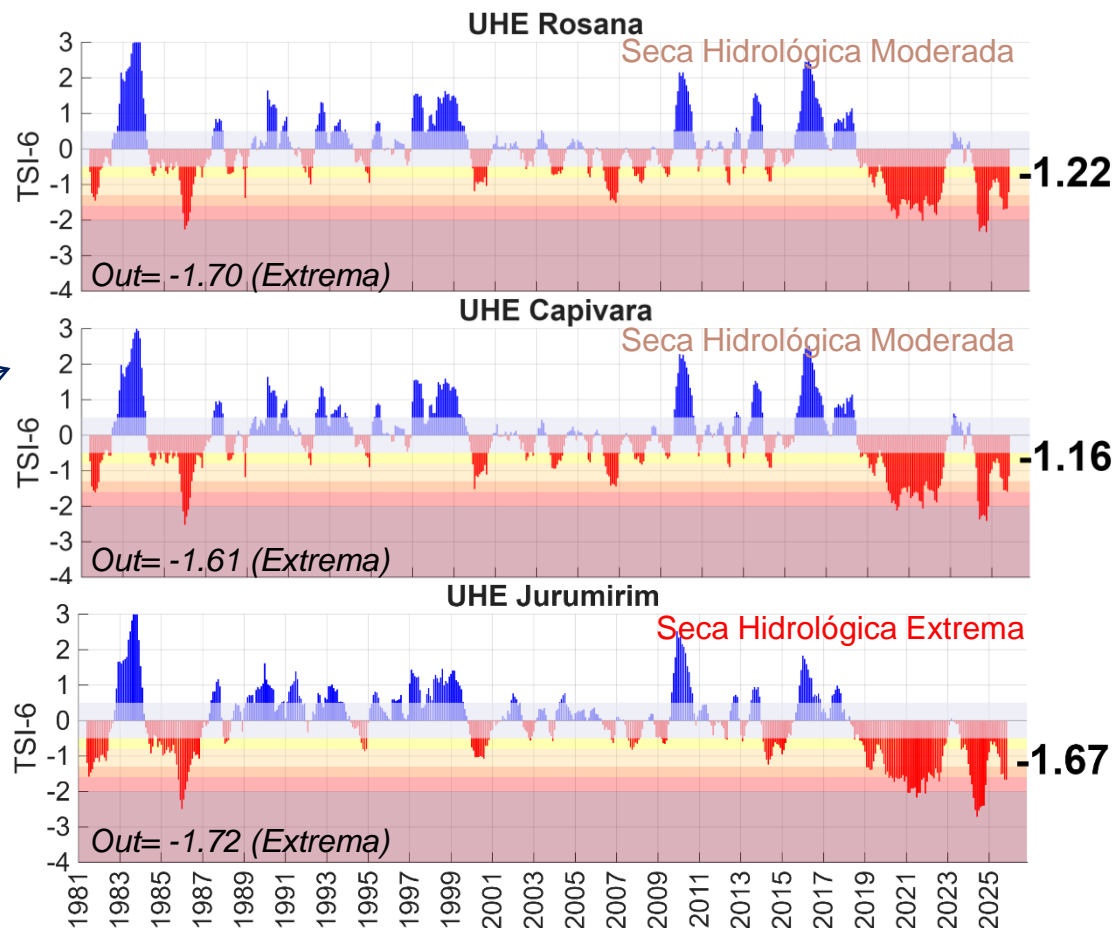 UHE Rosana
Seca Hidrológica Moderada
3
2
1
0
-1
-2
-3
-4
TSI-6
-1.22
Out= -1.70 (Extrema)
UHE Capivara
Seca Hidrológica Moderada
3
2
1
0
-1
-2
-3
-4
TSI-6
-1.16
Out= -1.61 (Extrema)
UHE Jurumirim
Seca Hidrológica Extrema
3
2
1
0
-1
-2
-3
-4
TSI-6
-1.67
Out= -1.72 (Extrema)
1981 1983 1985 1987 1989 1991 1993 1995 1997 1999 2001 2003 2005 2007 2009 2011 2013 2015 2017 2019 2021 2023 2025